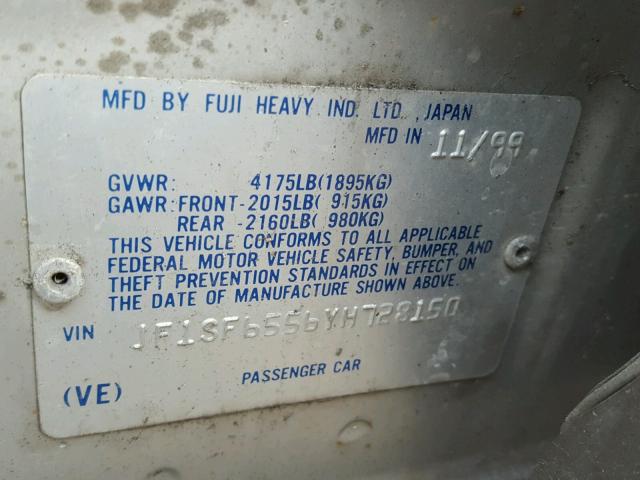 MFD BY FUJI HEAVY IND. LTD. ,JAPAN
MFD IN 11/99
GVWR: 4175LB(1895KG)
GAWR:FRONT-2015LB( 915KG)
REAR -2160LB( 980KG)
THIS VEHICLE CONFORMS TO ALL APPLICABLE
FEDERAL MOTOR VEHICLE SAFETY, BUMPER, AND
THEFT PREVENTION STANDARDS IN EFFECT ON
THE DATE OF MANUFACTURE SHOWN ABOVE.
VIN JF1SF6556YH728150
(VE) PASSENGER CAR